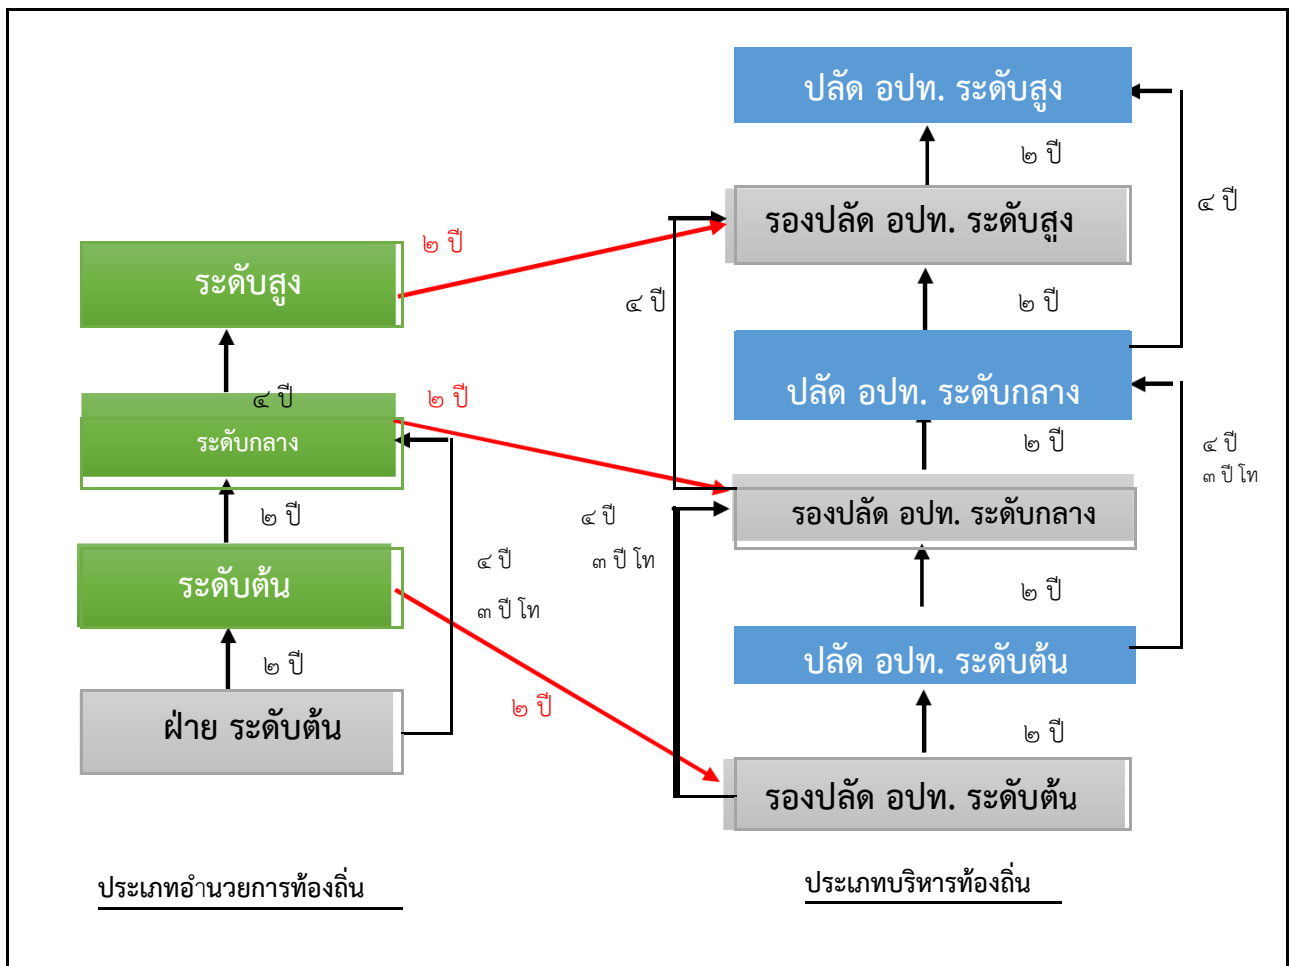 ปลัด อปท. ระดับสูง
๒ ปี
๔ ปี
รองปลัด อปท. ระดับสูง
๒ ปี
ระดับสูง
๔ ปี
๒ ปี
ปลัด อปท. ระดับกลาง
๔ ปี
๒ ปี
ระดับกลาง
๒ ปี
๔ ปี
๓ ปี โท
รองปลัด อปท. ระดับกลาง
๒ ปี
๔ ปี
๓ ปี โท
๔ ปี
๓ ปี โท
ระดับต้น
๒ ปี
ปลัด อปท. ระดับต้น
๒ ปี
๒ ปี
ฝ่าย ระดับต้น
๒ ปี
รองปลัด อปท. ระดับต้น
ประเภทอำนวยการท้องถิ่น
ประเภทบริหารท้องถิ่น